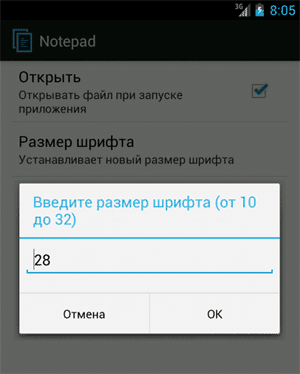 3G 8:05
Notepad
Открыть
Открывать файл при запуске
приложения
Размер шрифта
Устанавливает новый размер шрифта
Введите размер шрифта (от 10
до 32)
28
Отмена OK